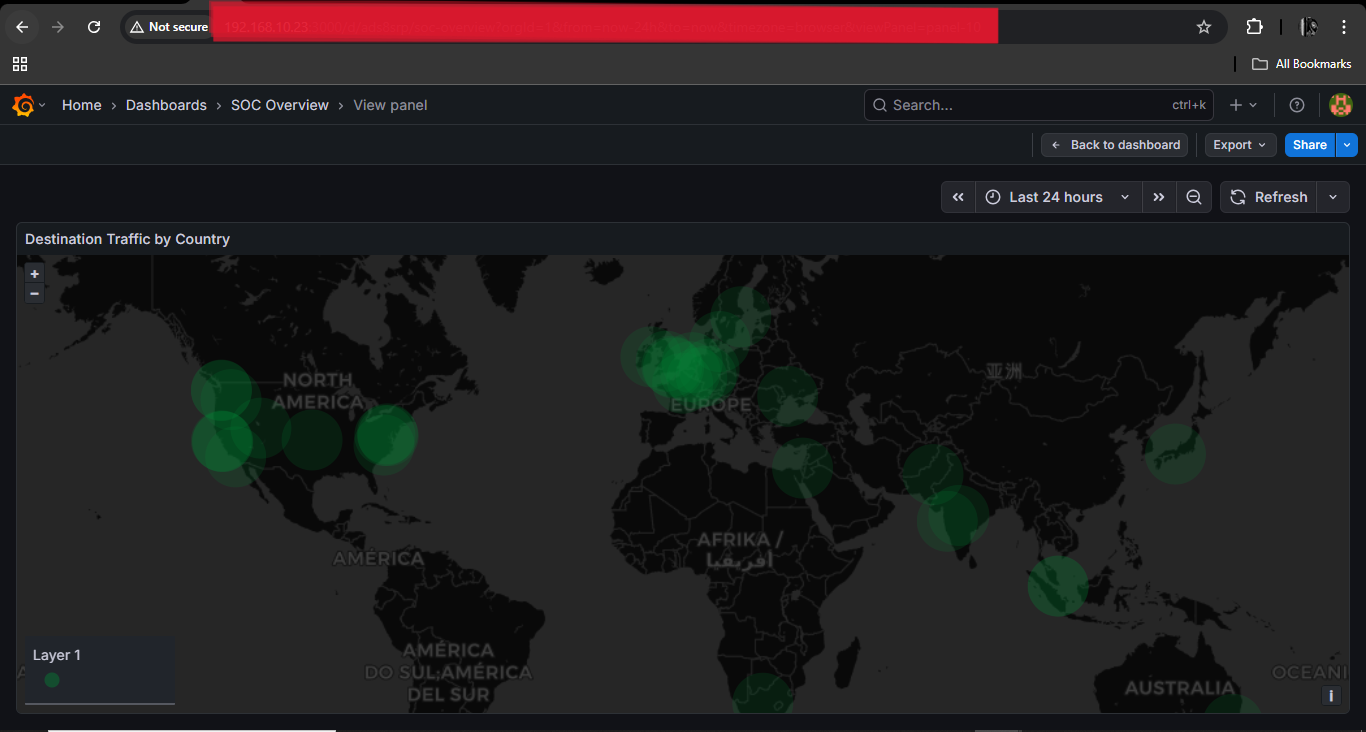 Not secure
All Bookmarks
Home › Dashboards › SOC Overview › View panel
Search...
ctrl+k
Back to dashboard
Export
Share
Last 24 hours
Refresh
Destination Traffic by Country
+
−
NORTH
AMERICA
EUROPE
亚洲
AFRIKA /
أفريقيا
AMÉRICA
AMÉRICA
DO SUL;AMÉRICA
DEL SUR
AUSTRALIA
OCEANI
Layer 1
i